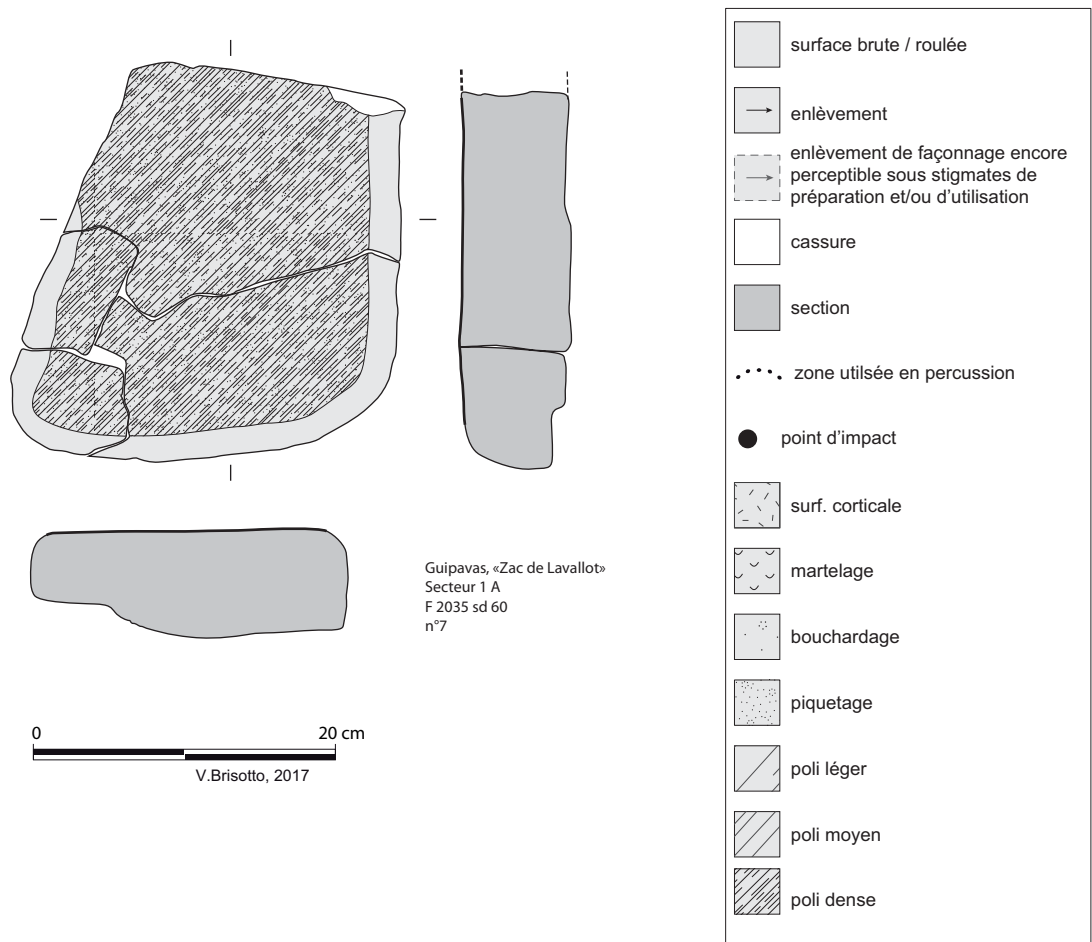 Guipavas, «Zac de Lavallot»
Secteur 1 A
F 2035 sd 60
n°7
0 20 cm
V.Brisotto, 2017
surface brute / roulée
enlèvement
enlèvement de façonnage encore
perceptible sous stigmates de
préparation et/ou d'utilisation
cassure
section
zone utilsée en percussion
point d'impact
surf. corticale
martelage
bouchardage
piquetage
poli léger
poli moyen
poli dense